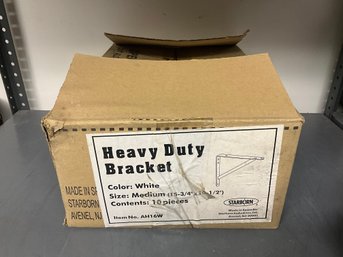 Heavy Duty
Bracket
Color: White
Size: Medium
Contents: 10 pieces
Item No. AH16W
STARBORN
MADE IN
STARBORN
AVENEL, NJ